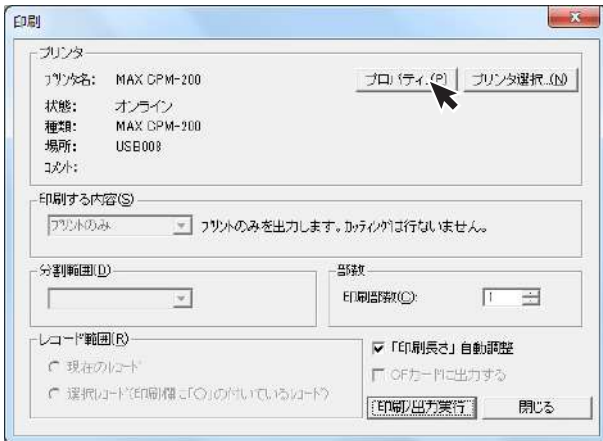 印刷
プリンタ
プリンタ名: MAX CPM-200
プロパティ..(P) プリンタ選択..(N)
状態: オンライン
種類: MAX CPM-200
場所: USB008
コメント:
印刷する内容(S)
プリントのみ プリントのみを出力します。カッティングは行ないません。
分割範囲(D)
部数
印刷部数(C): 1
レコード範囲(R)
現在のレコード
選択レコード(印刷欄に「○」の付いているレコード)
「印刷長さ」自動調整
CFカードに出力する
印刷/出力実行 閉じる